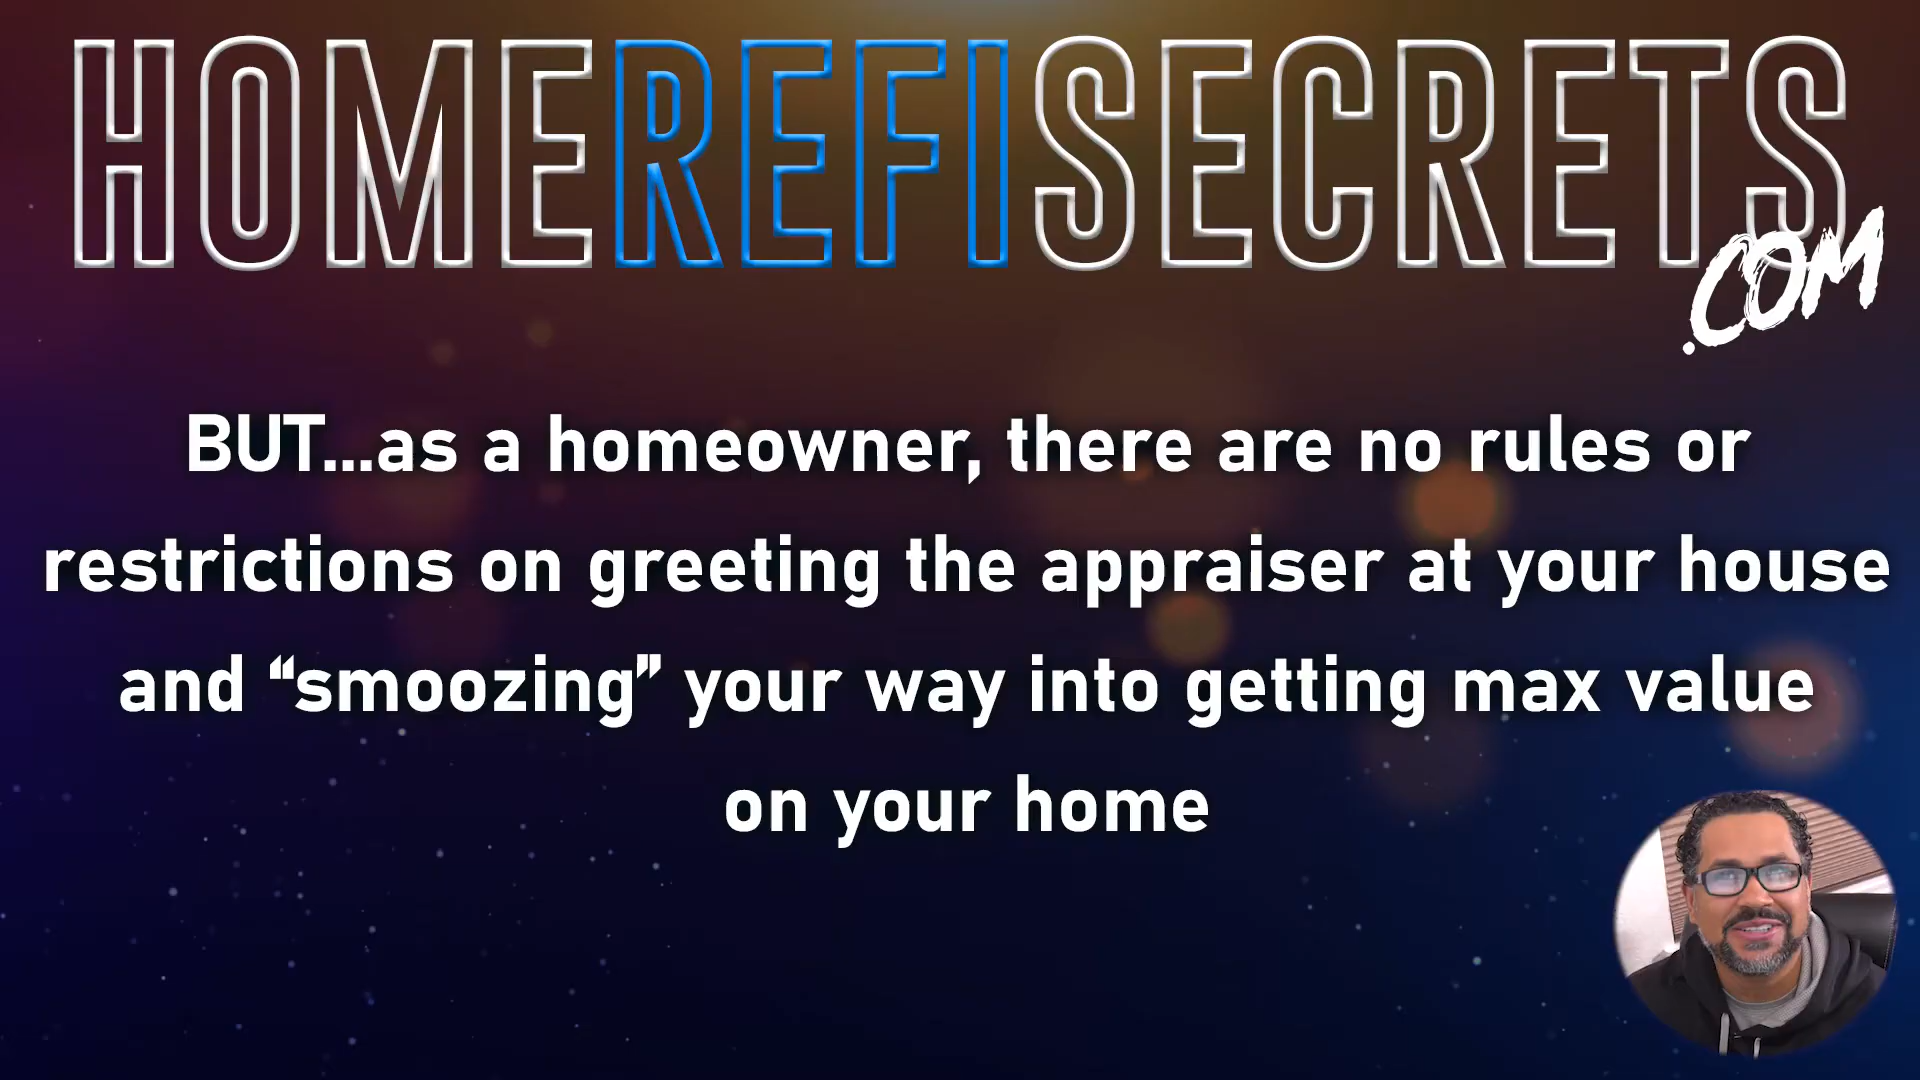 HOMEREFISECRETS
.COM
BUT...as a homeowner, there are no rules or
restrictions on greeting the appraiser at your house
and “smoozing” your way into getting max value
on your home